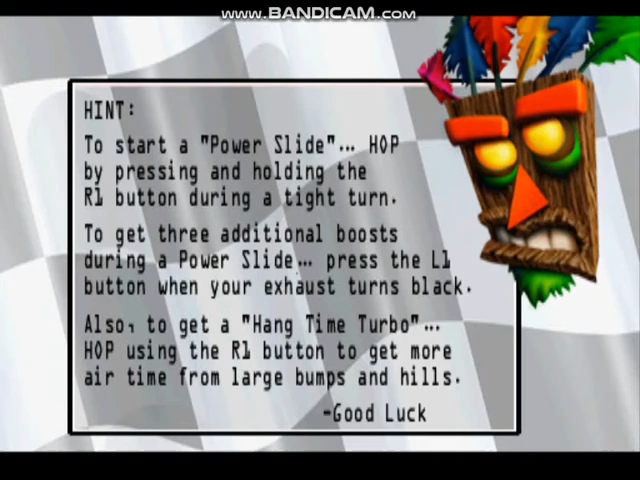 www.BANDICAM.com
HINT:
To start a "Power Slide"... HOP
by pressing and holding the
R1 button during a tight turn.
To get three additional boosts
during a Power Slide... press the L1
button when your exhaust turns black.
Also, to get a "Hang Time Turbo"...
HOP using the R1 button to get more
air time from large bumps and hills.
-Good Luck